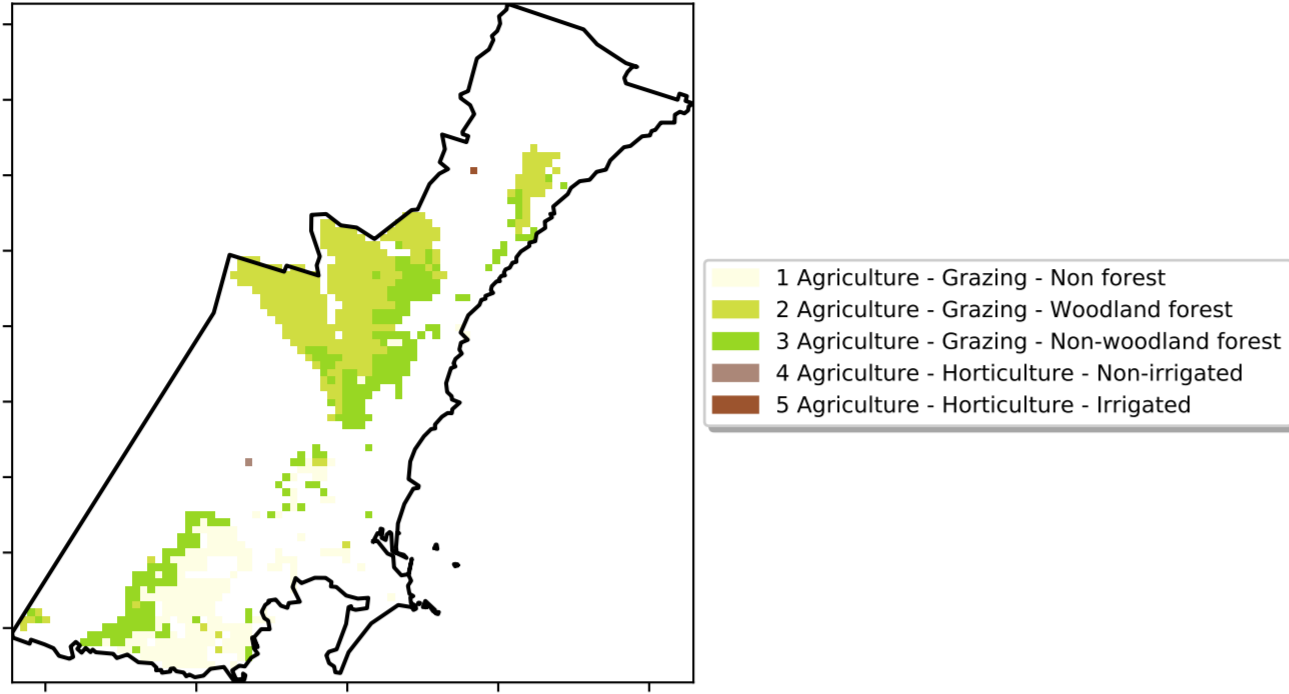 1 Agriculture - Grazing - Non forest
2 Agriculture - Grazing - Woodland forest
3 Agriculture - Grazing - Non-woodland forest
4 Agriculture - Horticulture - Non-irrigated
5 Agriculture - Horticulture - Irrigated